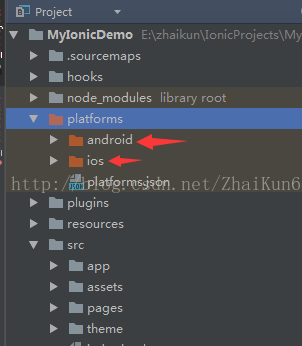 Project
MyIonicDemo E:\zhaikun\IonicProjects\My
.sourcemaps
hooks
node_modules library root
platforms
android
ios
http://blog.csdn.net/ZhaiKun6
platforms.json
plugins
resources
src
app
assets
pages
theme